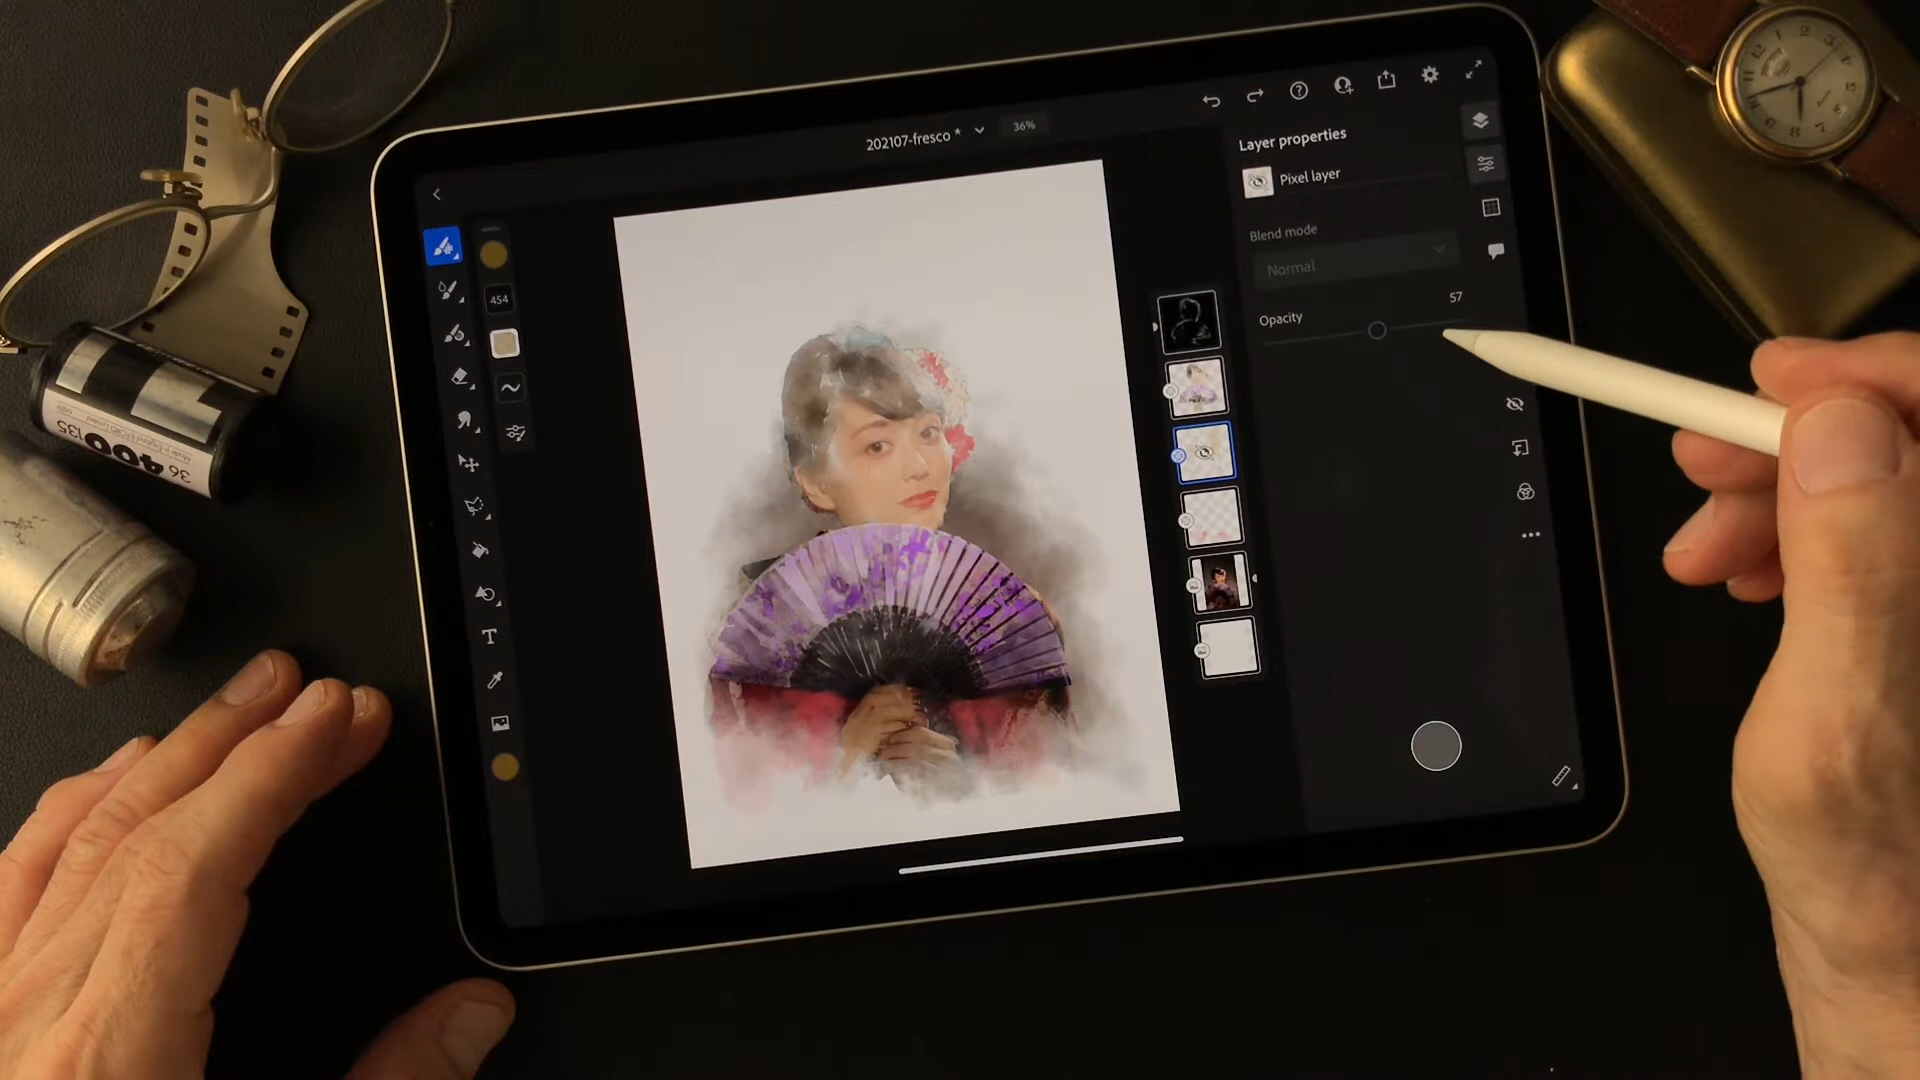 202107-fresco *
36%
Layer properties
Pixel layer
Blend mode
Normal
57
Opacity
454
T
400
36
135